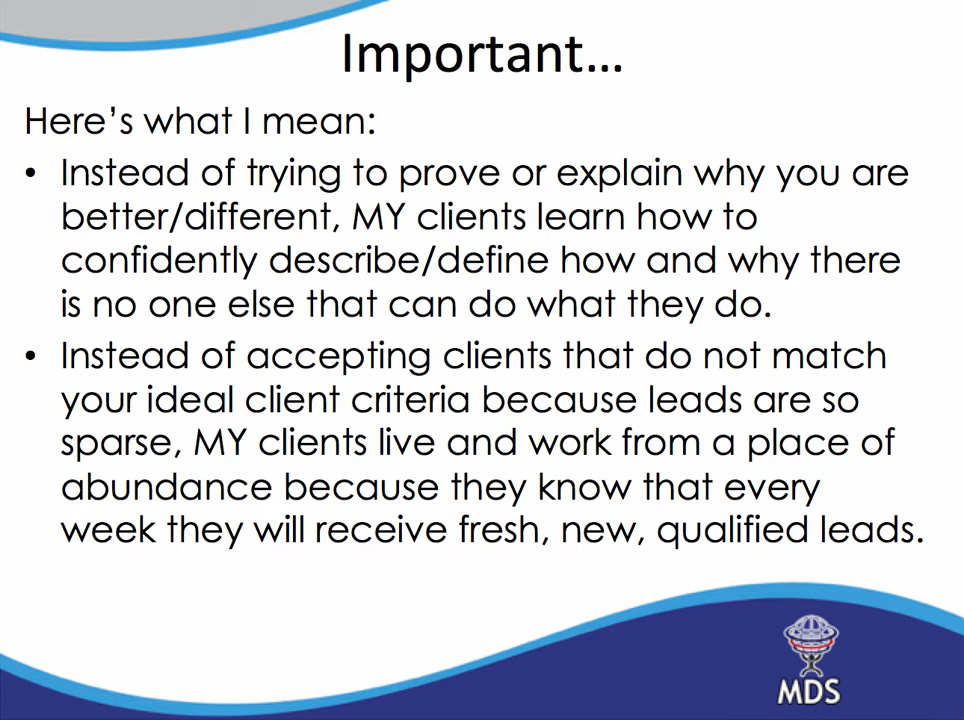 Important...
Here's what I mean:
• Instead of trying to prove or explain why you are
better/different, MY clients learn how to
confidently describe/define how and why there
is no one else that can do what they do.
• Instead of accepting clients that do not match
your ideal client criteria because leads are so
sparse, MY clients live and work from a place of
abundance because they know that every
week they will receive fresh, new, qualified leads.
MDS